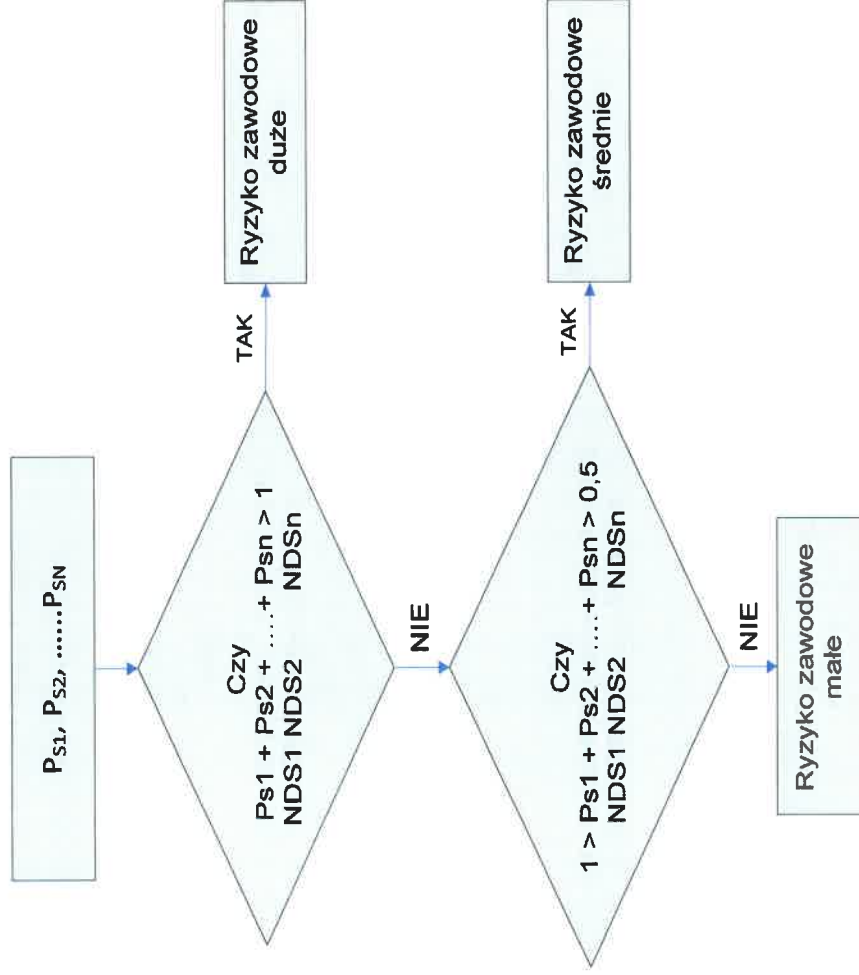 P_S1, P_S2, ......P_SN
Czy
Ps1 + Ps2 + ....+ Psn > 1
NDS1 NDS2 NDSn
TAK
Ryzyko zawodowe
duże
NIE
Czy
1 > Ps1 + Ps2 + ....+ Psn > 0,5
NDS1 NDS2 NDSn
TAK
Ryzyko zawodowe
średnie
NIE
Ryzyko zawodowe
małe